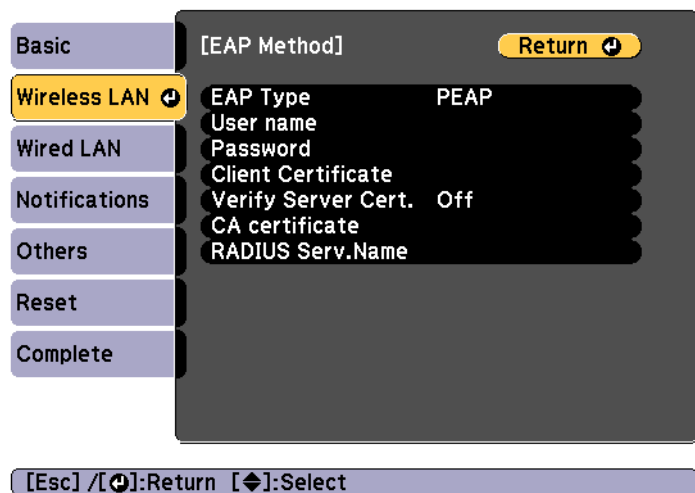 Basic
Wireless LAN
Wired LAN
Notifications
Others
Reset
Complete
[EAP Method]
Return
EAP Type PEAP
User name
Password
Client Certificate
Verify Server Cert. Off
CA certificate
RADIUS Serv.Name
[Esc] /[⏎]:Return [◆]:Select